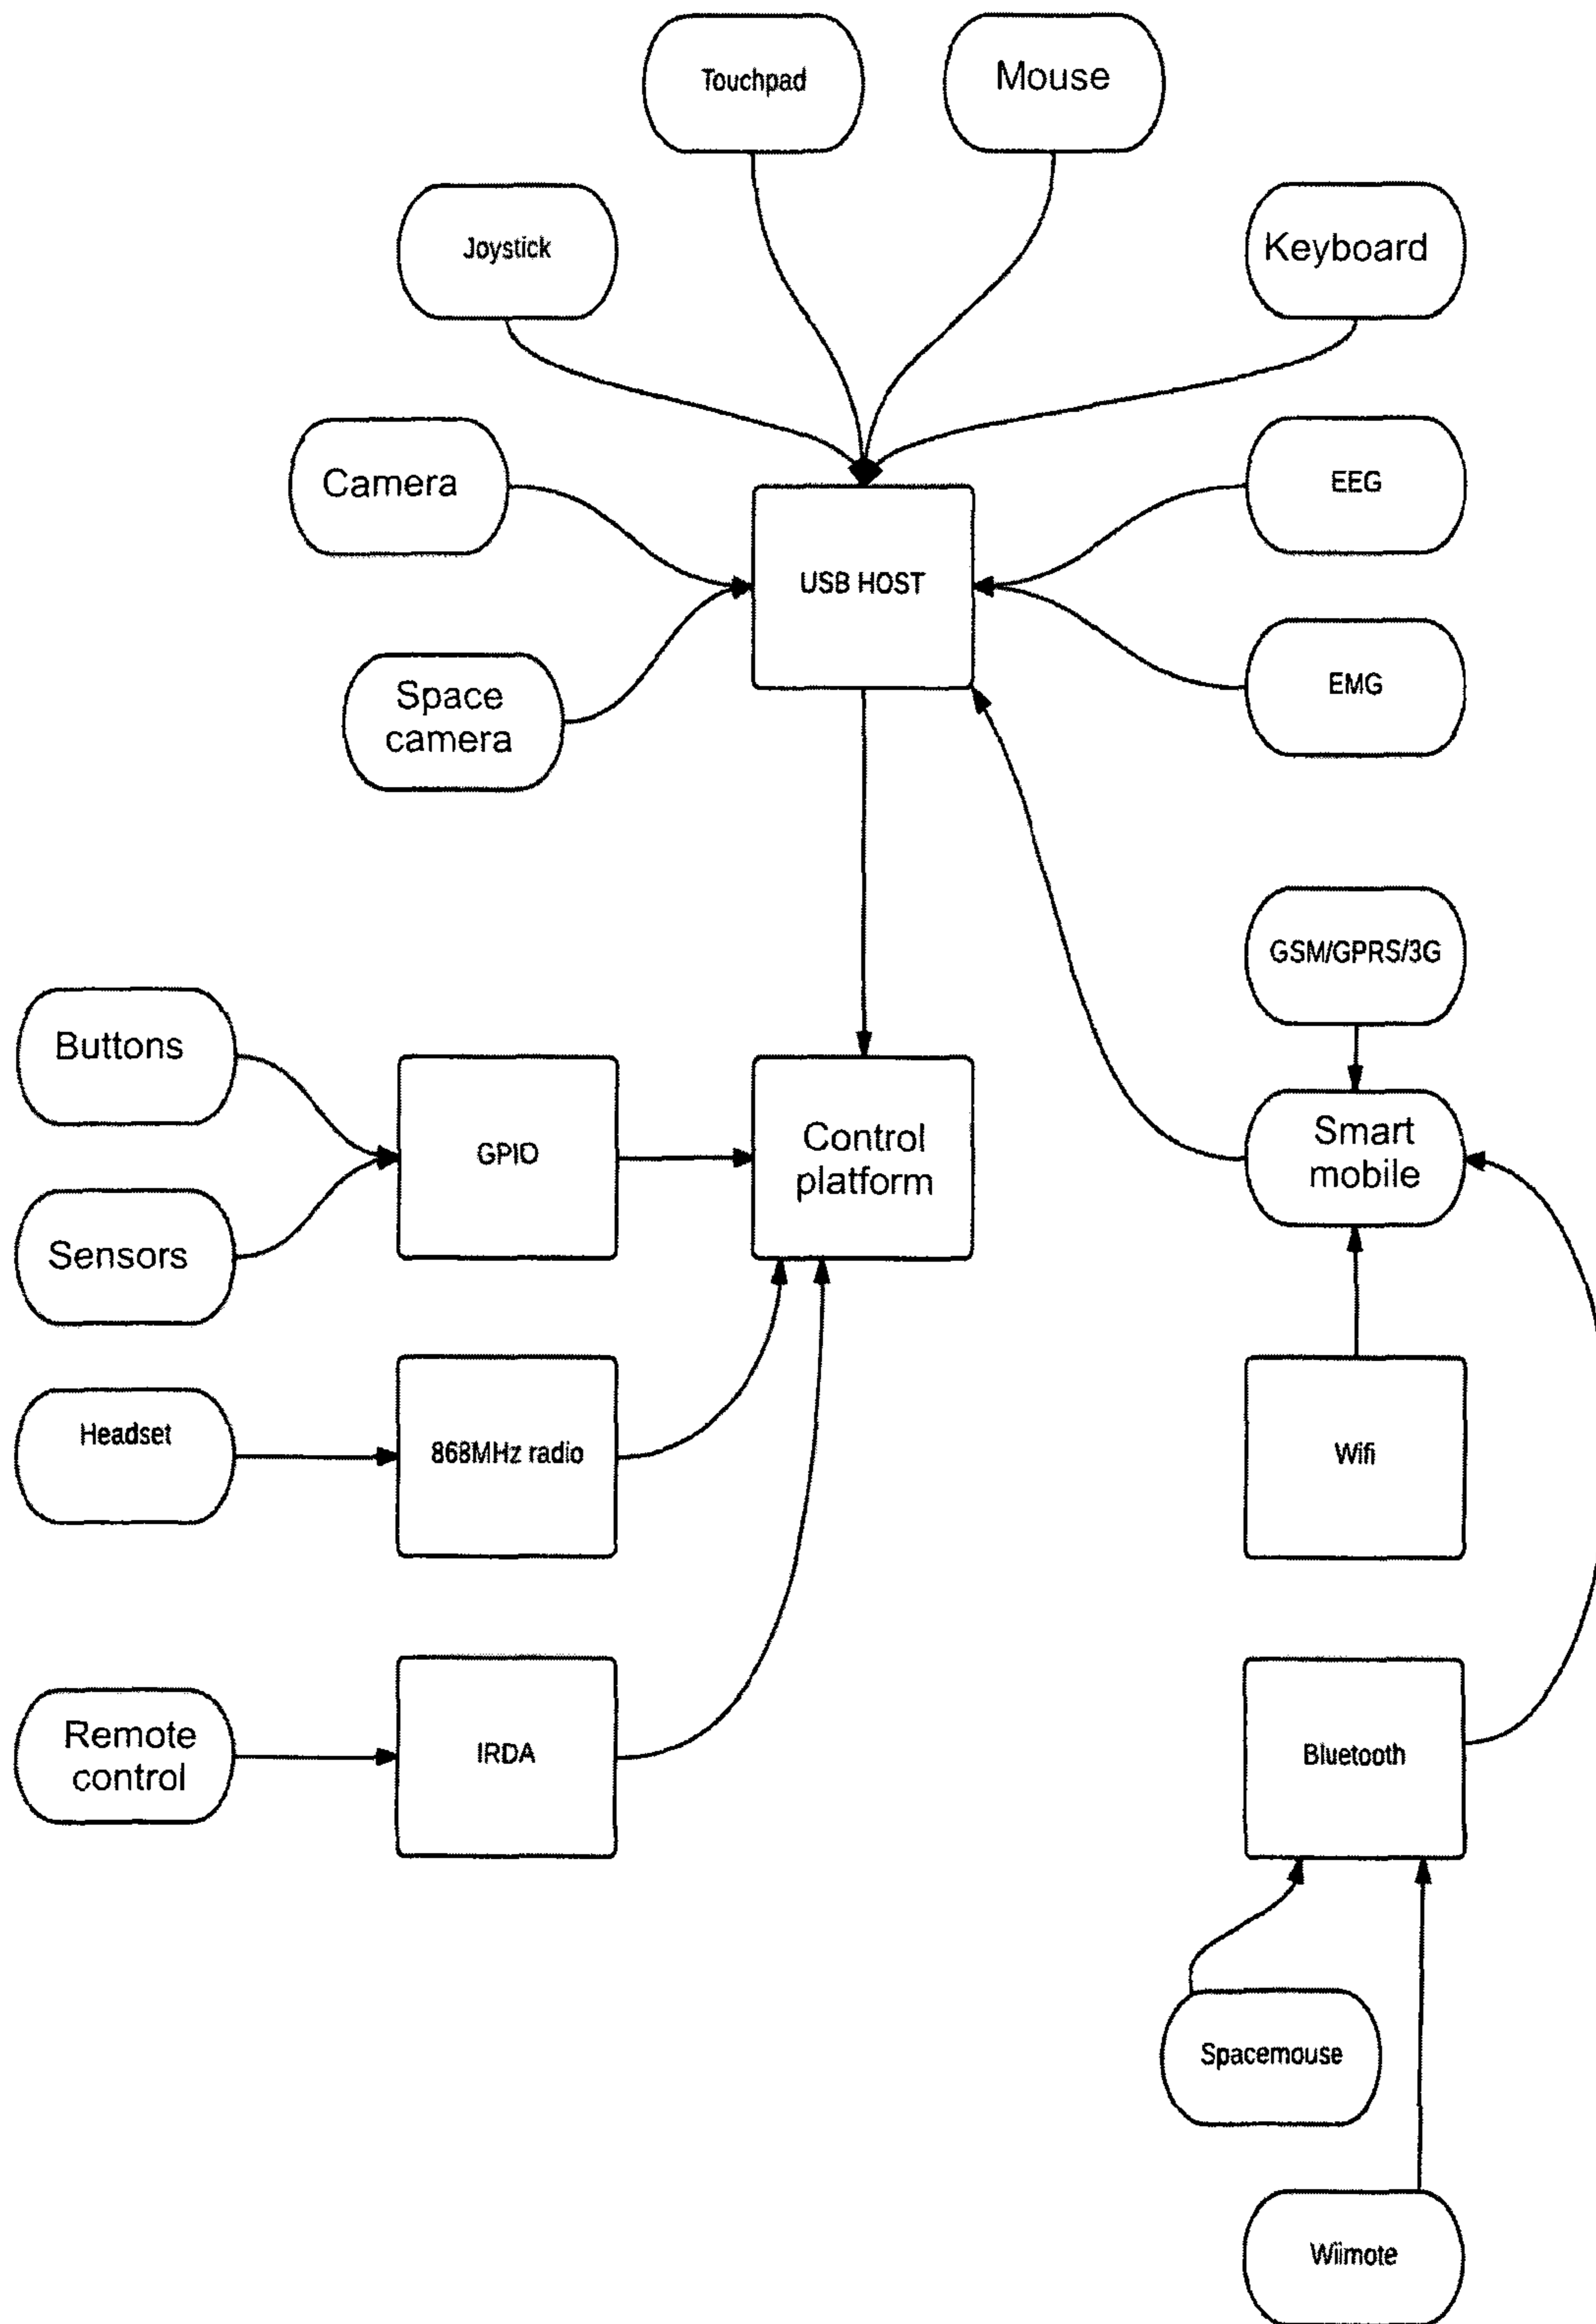 Touchpad
Mouse
Joystick
Keyboard
Camera
EEG
USB HOST
Space
camera
EMG
GSM/GPRS/3G
Buttons
GPIO
Control
platform
Smart
mobile
Sensors
Headset
868MHz radio
Wifi
Remote
control
IRDA
Bluetooth
Spacemouse
Wiimote